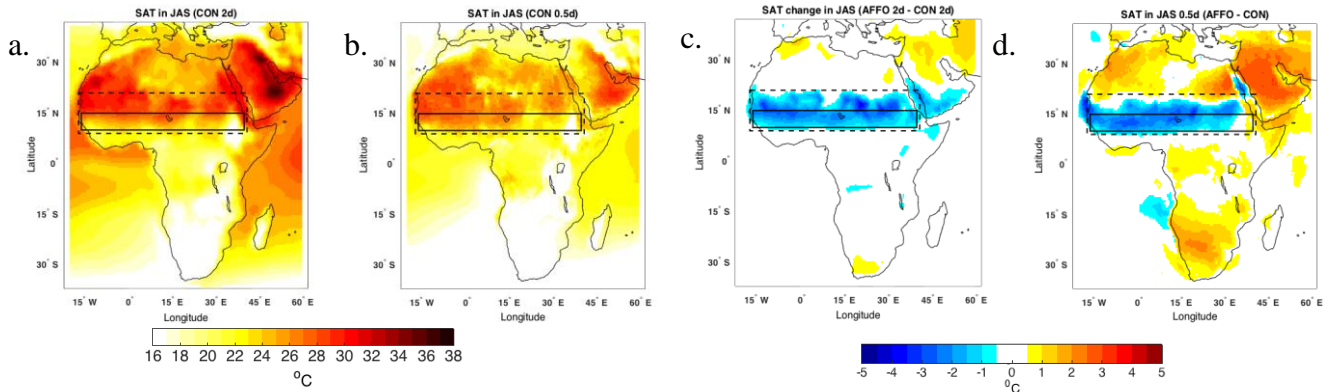 a.
SAT in JAS (CON 2d)
30° N
15° N
0°
15° S
30° S
Latitude
15° W 0° 15° E 30° E 45° E 60° E
Longitude
b.
SAT in JAS (CON 0.5d)
30° N
15° N
0°
15° S
30° S
Latitude
15° W 0° 15° E 30° E 45° E 60° E
Longitude
16 18 20 22 24 26 28 30 32 34 36 38
°C
c.
SAT change in JAS (AFFO 2d - CON 2d)
30° N
15° N
0°
15° S
30° S
Latitude
15° W 0° 15° E 30° E 45° E 60° E
Longitude
d.
SAT in JAS 0.5d (AFFO - CON)
30° N
15° N
0°
15° S
30° S
Latitude
15° W 0° 15° E 30° E 45° E 60° E
Longitude
-5 -4 -3 -2 -1 0 1 2 3 4 5
°C